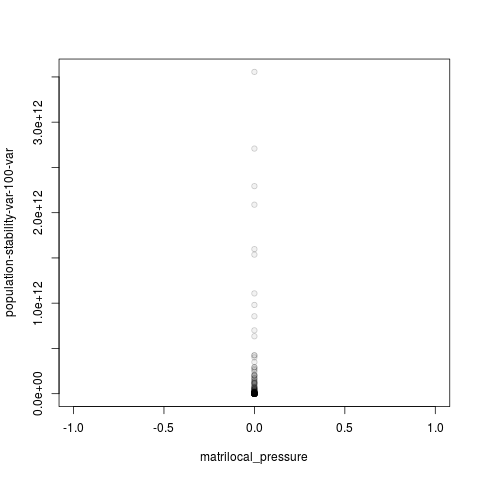 population-stability-var-100-var
3.0e+12
2.0e+12
1.0e+12
0.0e+00
-1.0
-0.5
0.0
0.5
1.0
matrilocal_pressure